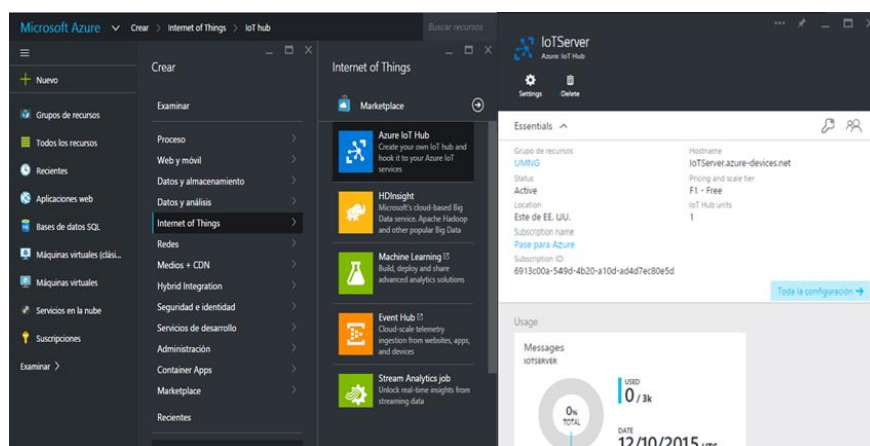 Microsoft Azure
Crear > Internet of Things > IoT hub
Buscar recursos
Nuevo
Grupos de recursos
Todos los recursos
Recientes
Aplicaciones web
Bases de datos SQL
Máquinas virtuales (clási...
Máquinas virtuales
Servicios en la nube
Suscripciones
Examinar >
Crear
Examinar
Proceso
Web y móvil
Datos y almacenamiento
Datos y análisis
Internet of Things
Redes
Medios + CDN
Hybrid Integration
Seguridad e identidad
Servicios de desarrollo
Administración
Container Apps
Marketplace
Recientes
Internet of Things
Marketplace
Azure IoT Hub
Create your own IoT hub and
hook it to your Azure IoT
services
HDInsight
Microsoft's cloud-based Big
Data service. Apache Hadoop
and other popular Big Data
Machine Learning
Build, deploy and share
advanced analytics solutions
Event Hub
Cloud-scale telemetry
ingestion from websites, apps,
and devices
Stream Analytics job
Unlock real-time insights from
streaming data
IoTServer
Azure IoT Hub
Settings
Delete
Essentials
Grupo de recursos
UMNG
Status
Active
Location
Este de EE. UU.
Subscription name
Pase para Azure
Subscription ID
6913c00a-549d-4b20-a10d-ad4d7ec80e5d
Hostname
IoTServer.azure-devices.net
Pricing and scale tier
F1 - Free
IoT Hub units
1
Toda la configuración →
Usage
Messages
IOTSERVER
0%
TOTAL
USED
0 / 3k
DATE
12/10/2015 UTC